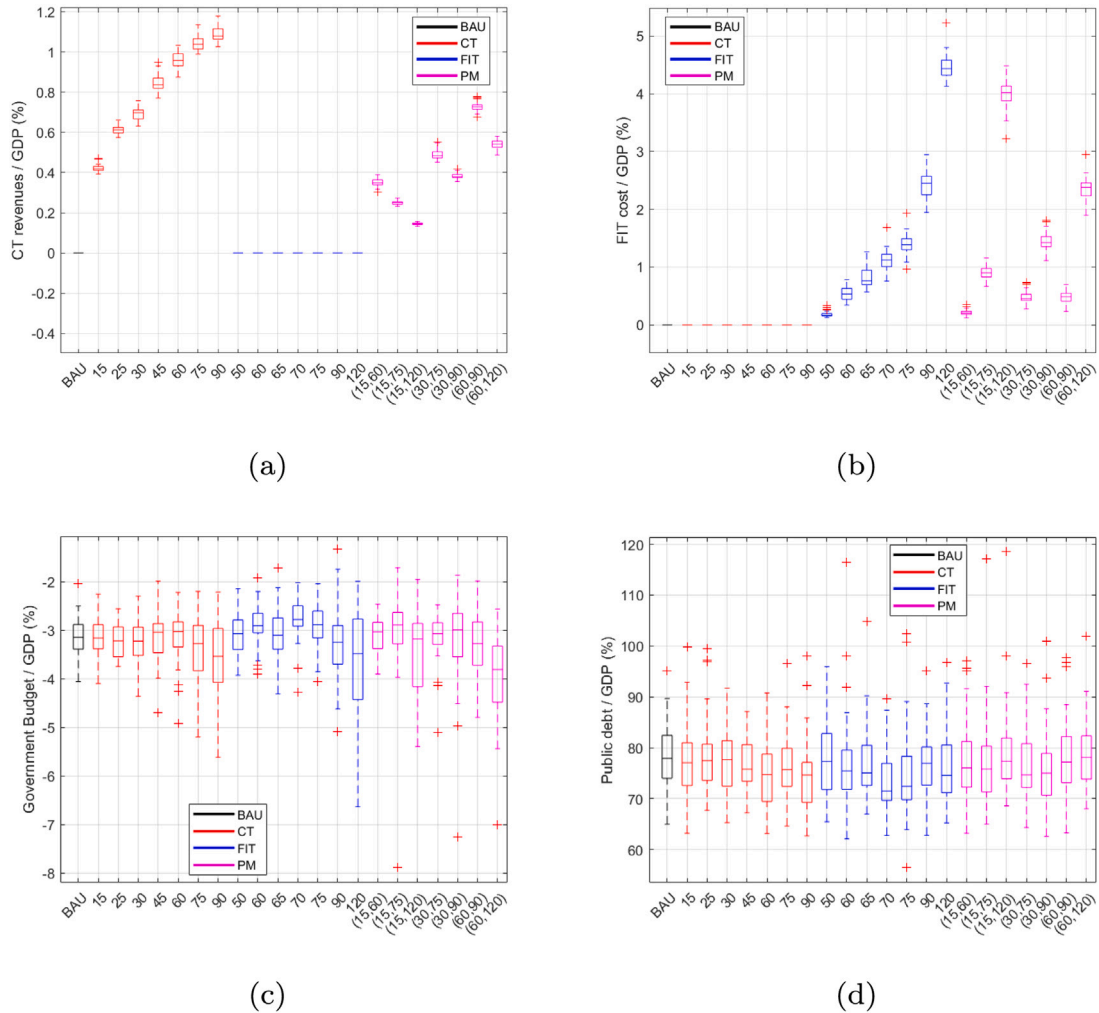 1.2
1
0.8
0.6
0.4
0.2
0
-0.2
-0.4
CT revenues / GDP (%)
BAU
CT
FIT
PM
BAU 15 25 30 45 60 75 90 50 60 65 70 75 90 120 (15,60) (15,75) (15,120) (30,75) (30,90) (60,90) (60,120)
(a)
5
4
3
2
1
0
FIT cost / GDP (%)
BAU
CT
FIT
PM
BAU 15 25 30 45 60 75 90 50 60 65 70 75 90 120 (15,60) (15,75) (15,120) (30,75) (30,90) (60,90) (60,120)
(b)
-2
-3
-4
-5
-6
-7
-8
Government Budget / GDP (%)
BAU
CT
FIT
PM
BAU 15 25 30 45 60 75 90 50 60 65 70 75 90 120 (15,60) (15,75) (15,120) (30,75) (30,90) (60,90) (60,120)
(c)
120
110
100
90
80
70
60
Public debt / GDP (%)
BAU
CT
FIT
PM
BAU 15 25 30 45 60 75 90 50 60 65 70 75 90 120 (15,60) (15,75) (15,120) (30,75) (30,90) (60,90) (60,120)
(d)